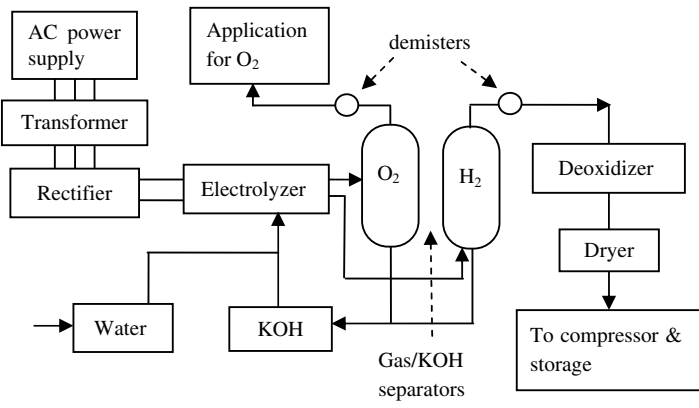 AC power
supply
Application
for O₂
demisters
Transformer
Rectifier
Electrolyzer
O₂
H₂
Deoxidizer
Dryer
Water
KOH
Gas/KOH
separators
To compressor &
storage